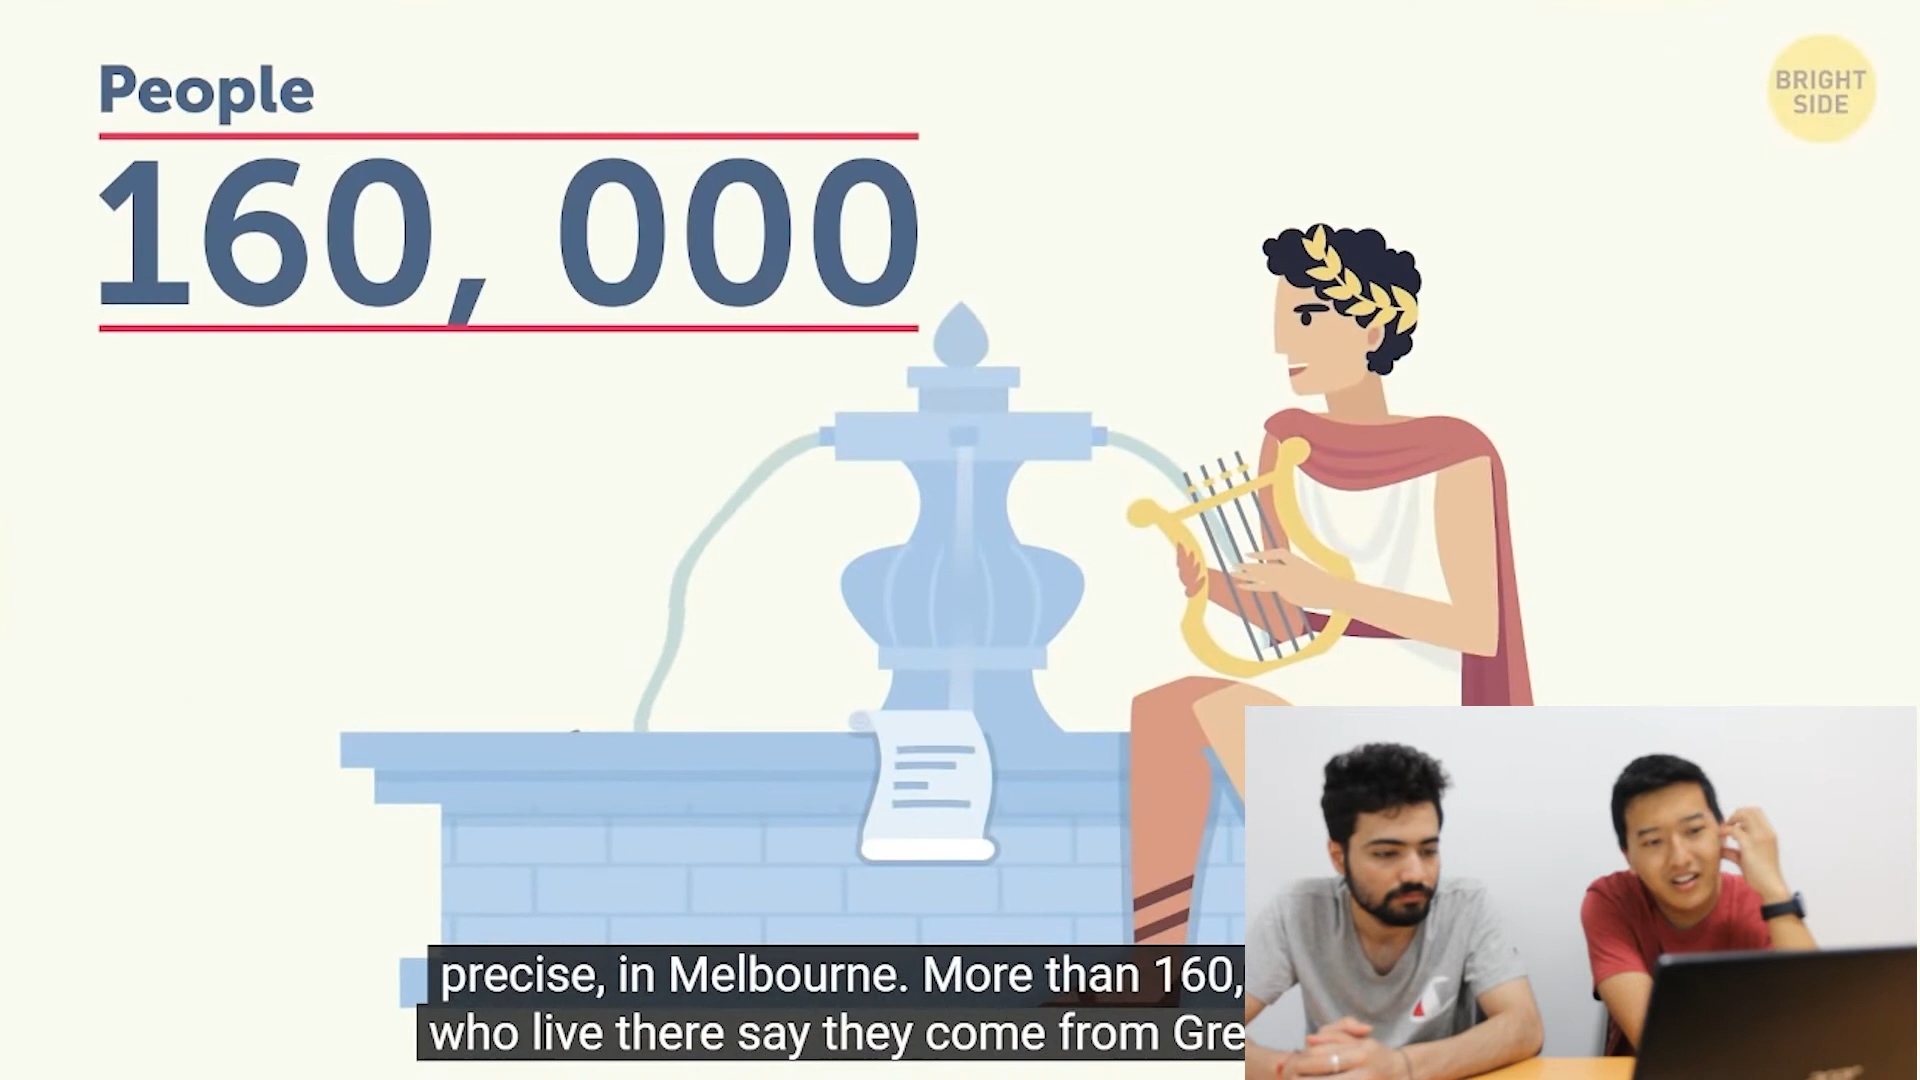 People
BRIGHT
SIDE
160, 000
precise, in Melbourne. More than 160,
who live there say they come from Gre